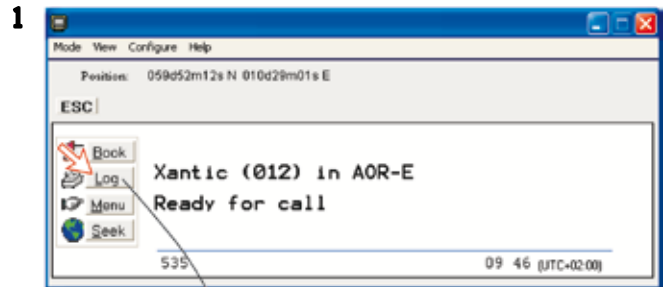 1
Mode View Configure Help
Position: 059d52m12s N 010d29m01s E
ESC
Book
Log
Menu
Seek
Xantic (012) in AOR-E
Ready for call
535 09 46 (UTC+02:00)